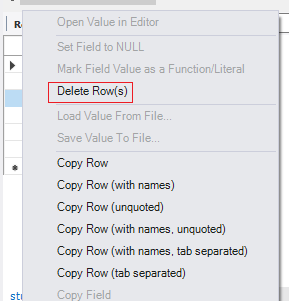 Open Value in Editor
Re
Set Field to NULL
Mark Field Value as a Function/Literal
Delete Row(s)
Load Value From File...
Save Value To File...
Copy Row
Copy Row (with names)
Copy Row (unquoted)
Copy Row (with names, unquoted)
Copy Row (with names, tab separated)
Copy Row (tab separated)
Copy Field